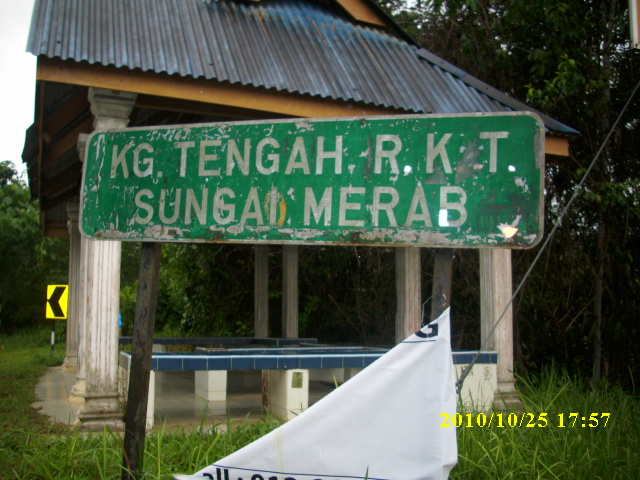 KG. TENGAH. R.K.T.
SUNGAI MERAB
2010/10/25 17:57